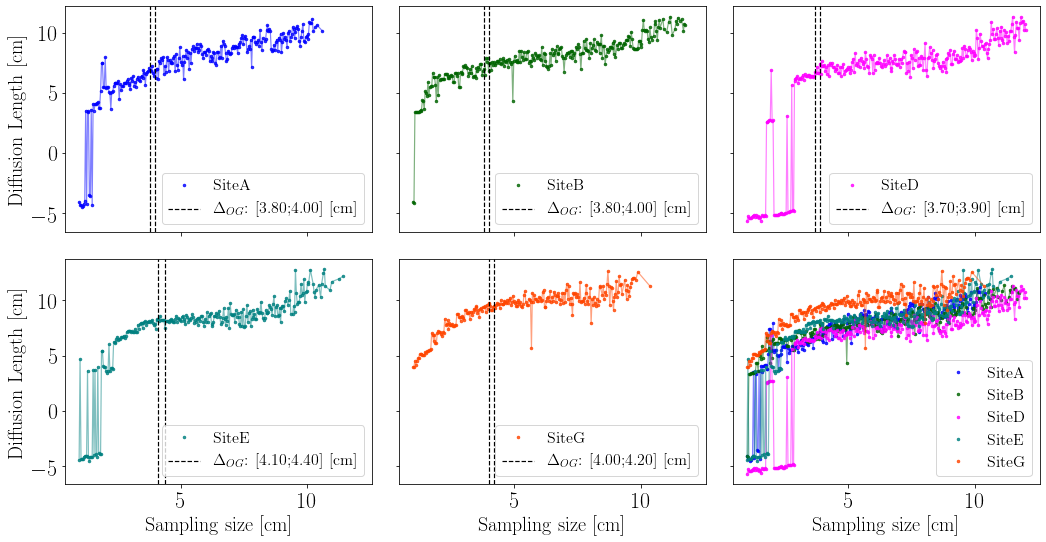 Diffusion Length [cm]
10
5
0
−5
SiteA
Δ_OG: [3.80;4.00] [cm]
SiteB
Δ_OG: [3.80;4.00] [cm]
SiteD
Δ_OG: [3.70;3.90] [cm]
Diffusion Length [cm]
10
5
0
−5
SiteE
Δ_OG: [4.10;4.40] [cm]
5
10
Sampling size [cm]
SiteG
Δ_OG: [4.00;4.20] [cm]
5
10
Sampling size [cm]
SiteA
SiteB
SiteD
SiteE
SiteG
5
10
Sampling size [cm]